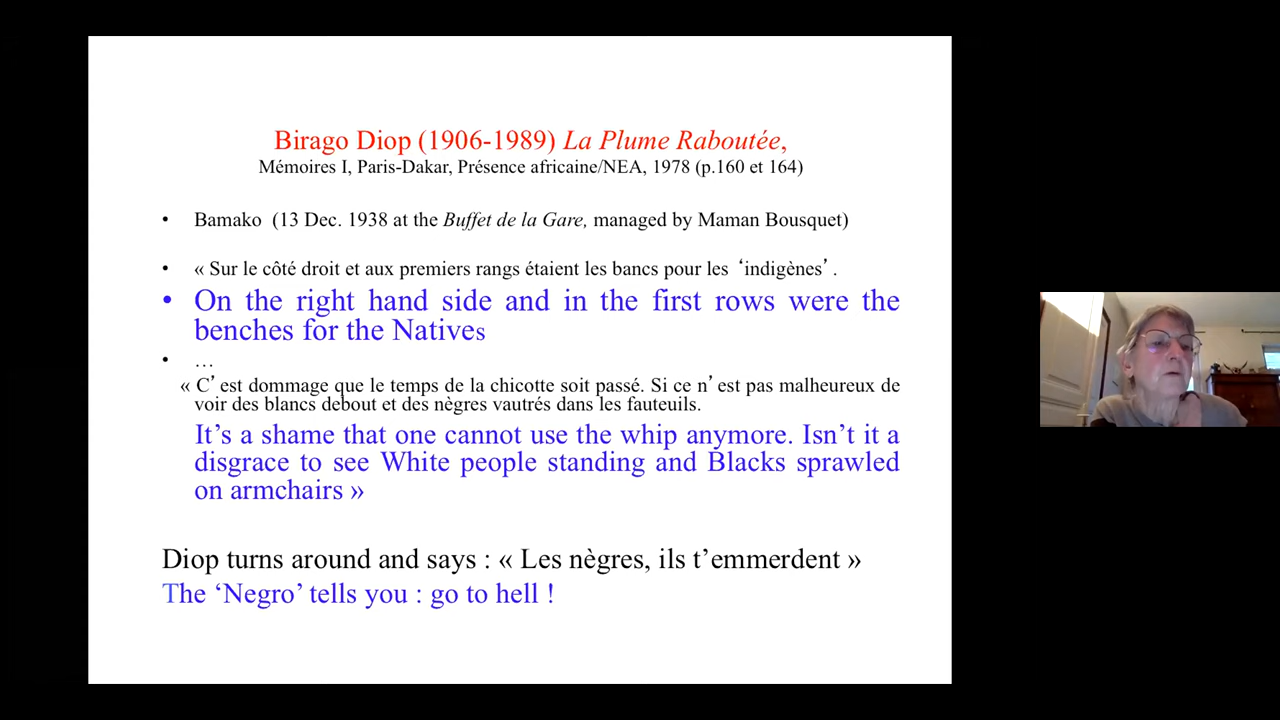 Birago Diop (1906-1989) La Plume Raboutée,
Mémoires I, Paris-Dakar, Présence africaine/NEA, 1978 (p.160 et 164)
• Bamako (13 Dec. 1938 at the Buffet de la Gare, managed by Maman Bousquet)
• « Sur le côté droit et aux premiers rangs étaient les bancs pour les ‘indigènes’ .
• On the right hand side and in the first rows were the
benches for the Natives
• …
« C’est dommage que le temps de la chicotte soit passé. Si ce n’est pas malheureux de
voir des blancs debout et des nègres vautrés dans les fauteuils.
It’s a shame that one cannot use the whip anymore. Isn’t it a
disgrace to see White people standing and Blacks sprawled
on armchairs »
Diop turns around and says : « Les nègres, ils t’emmerdent »
The ‘Negro’ tells you : go to hell !